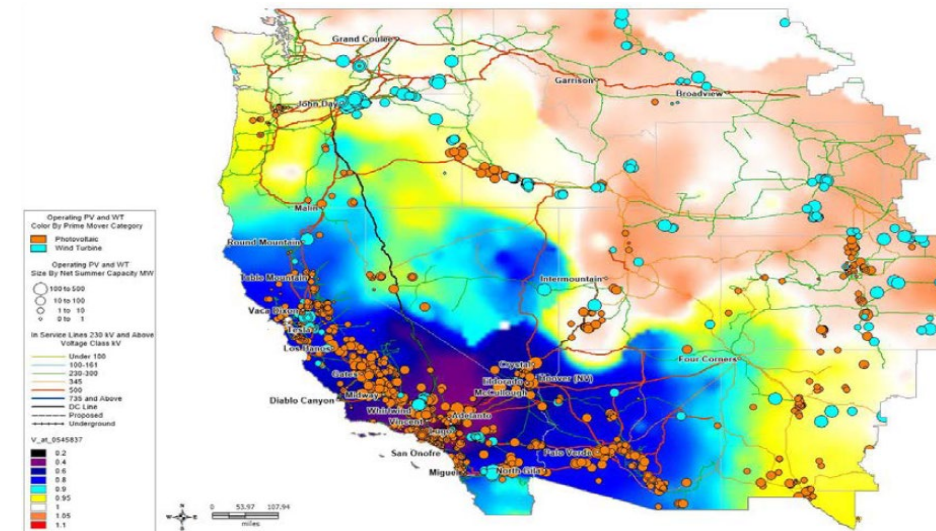 Grand Coulee
Garrison
Broadview
John Day
Malin
Round Mountain
Table Mountain
Intermountain
Vaca Dixon
Tesla
Los Banos
Four Corners
Crystal
Gates
Eldorado
Hoover (NV)
McCullough
Midway
Diablo Canyon
Whirlwind
Vincent
Adelanto
Lugo
San Onofre
Palo Verde
Miguel
North Gila
Operating PV and WT
Color By Prime Mover Category
Photovoltaic
Wind Turbine
Operating PV and WT
Size By Net Summer Capacity MW
100 to 500
10 to 100
1 to 10
0 to 1
In Service Lines 230 kV and Above
Voltage Class kV
Under 100
100-161
230-300
345
500
735 and Above
DC Line
Proposed
Underground
V_at_0545837
0.2
0.4
0.6
0.8
0.9
0.95
1
1.05
1.1
N
W E
S
0 53.97 107.94
miles